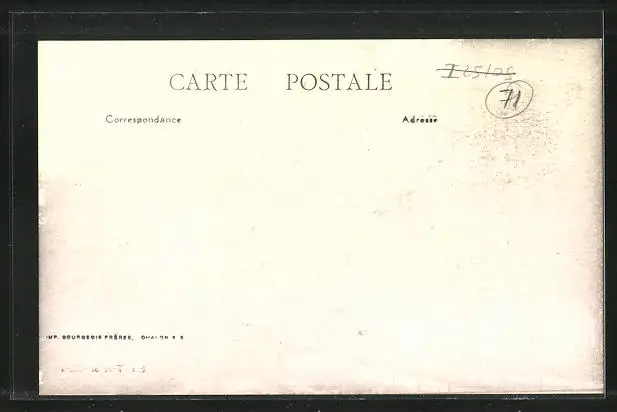 CARTE POSTALE
71
Correspondance
Adresse
IMP. BOURGEOIS FRÈRES, CHALON S S